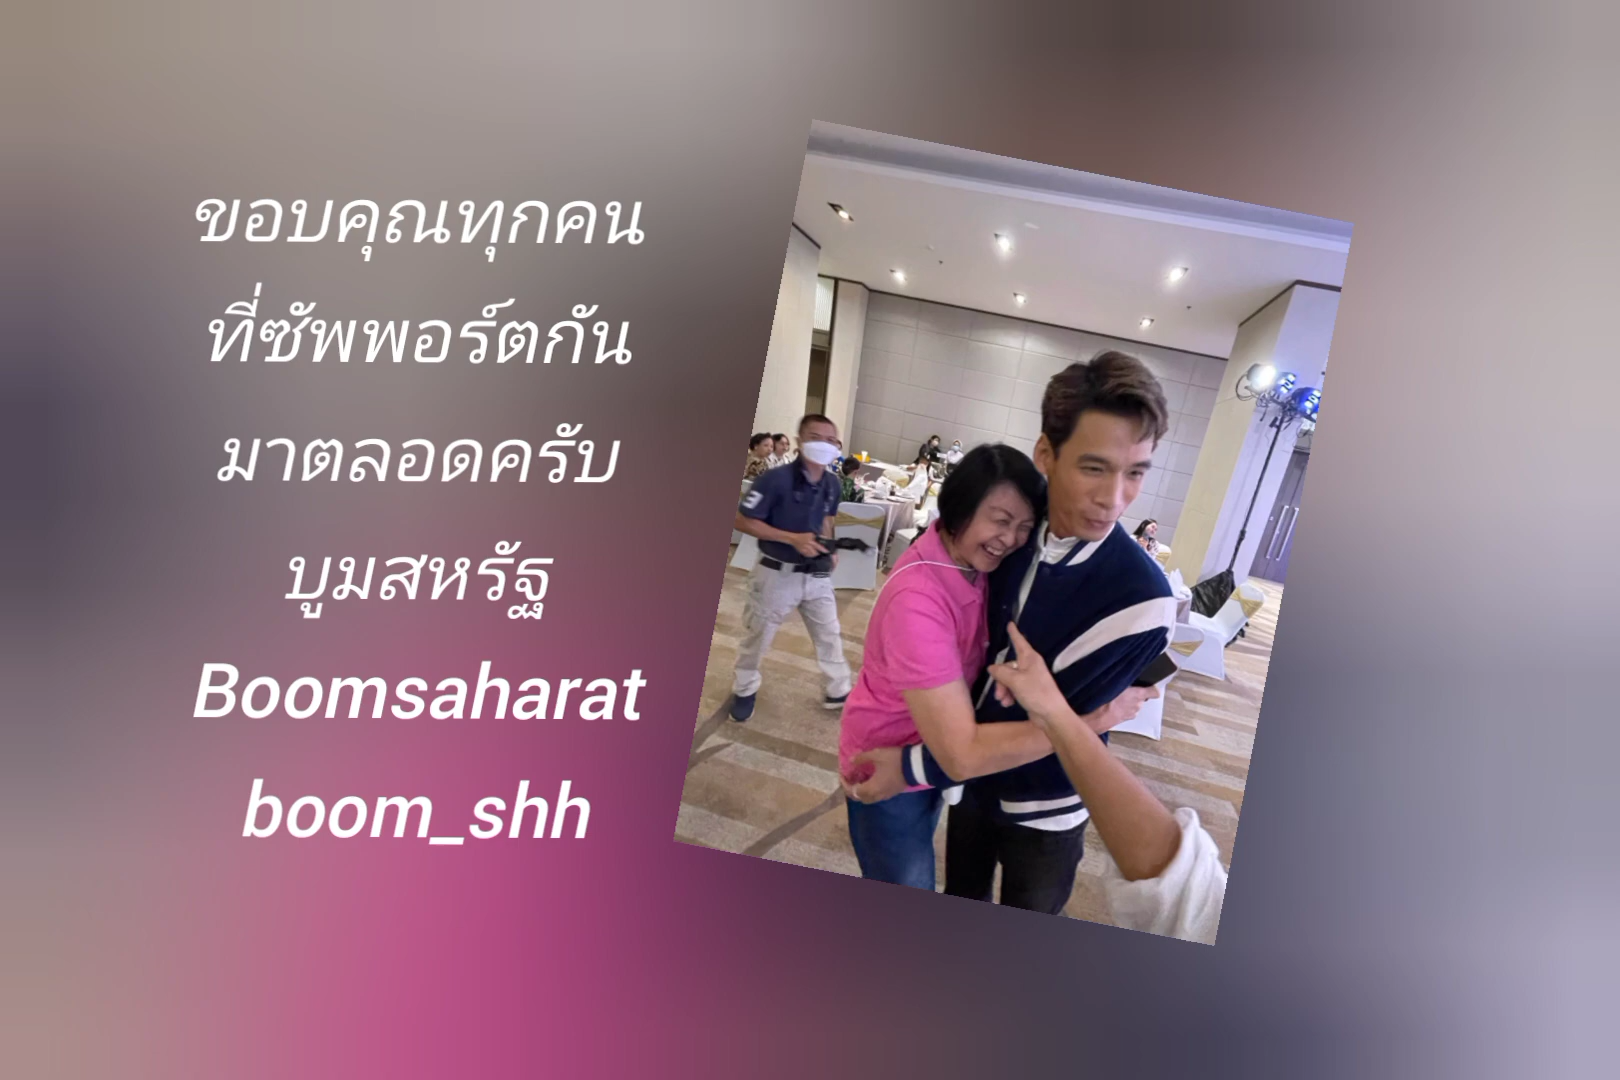 ขอบคุณทุกคน
ที่ซัพพอร์ตกัน
มาตลอดครับ
บูมสหรัฐ
Boomsaharat
boom_shh
3